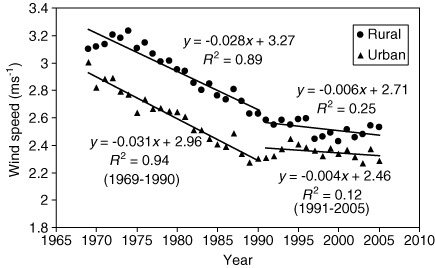 3.4
3.2
3
2.8
2.6
2.4
2.2
2
1.8
Wind speed (ms-1)
1965 1970 1975 1980 1985 1990 1995 2000 2005 2010
Year
Rural
Urban
y = -0.028x + 3.27
R2 = 0.89
y = -0.006x + 2.71
R2 = 0.25
y = -0.031x + 2.96
R2 = 0.94
(1969-1990)
y = -0.004x + 2.46
R2 = 0.12
(1991-2005)